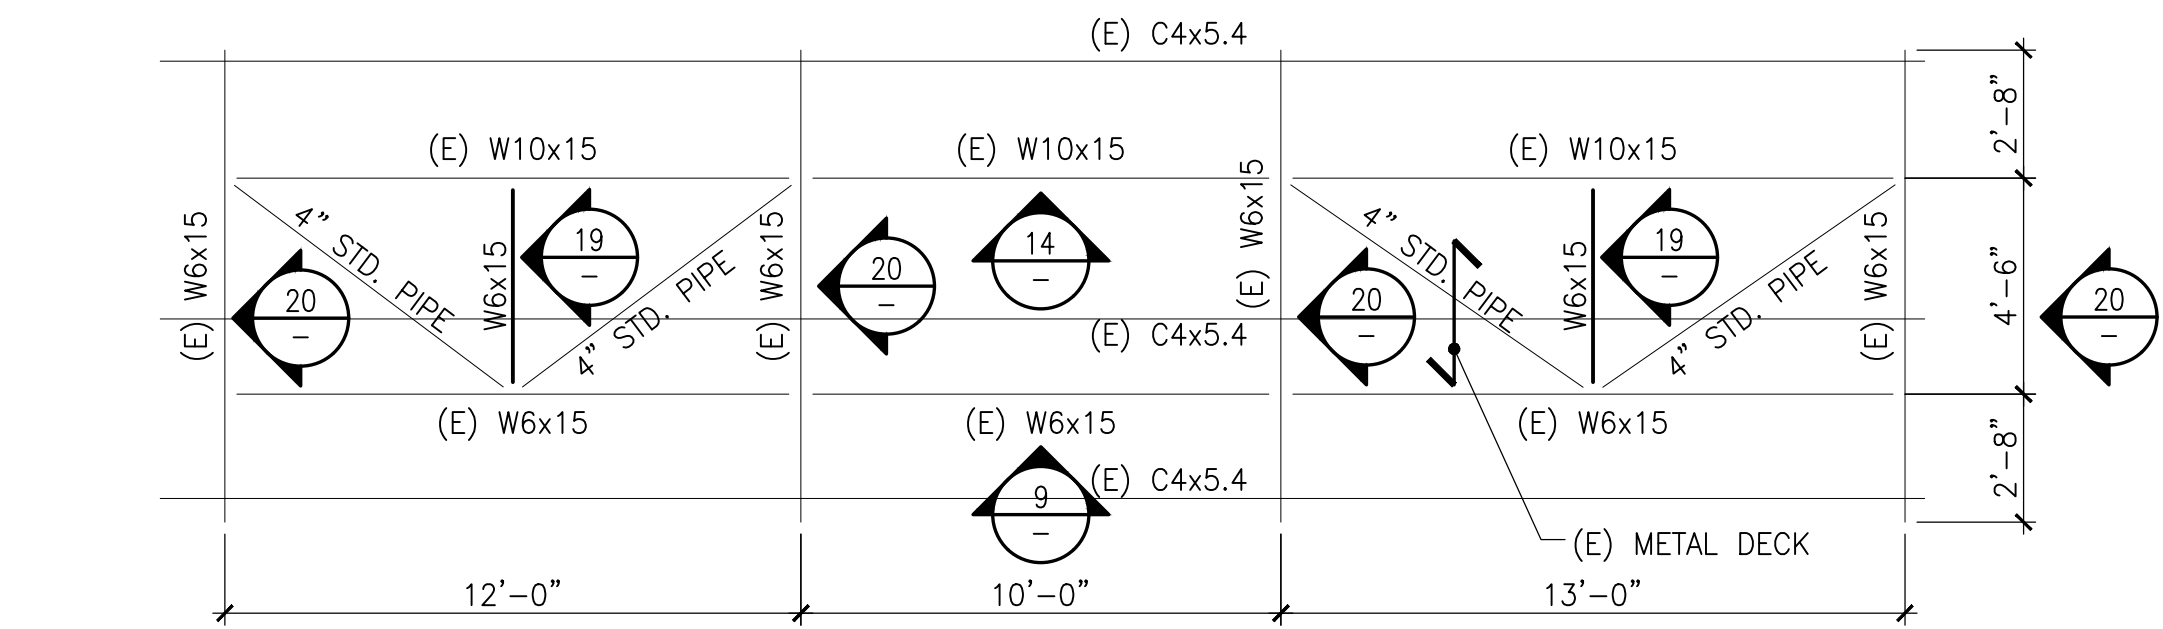 (E) C4x5.4
2'-8"
(E) W10x15
(E) W10x15
(E) W10x15
(E) W6x15
4" STD. PIPE
W6x15
19
–
4" STD. PIPE
(E) W6x15
20
–
20
–
14
–
(E) W6x15
4" STD. PIPE
W6x15
19
–
4" STD. PIPE
(E) W6x15
4'-6"
20
–
20
–
(E) C4x5.4
(E) W6x15
(E) W6x15
(E) W6x15
2'-8"
(E) C4x5.4
9
–
(E) METAL DECK
12'-0"
10'-0"
13'-0"